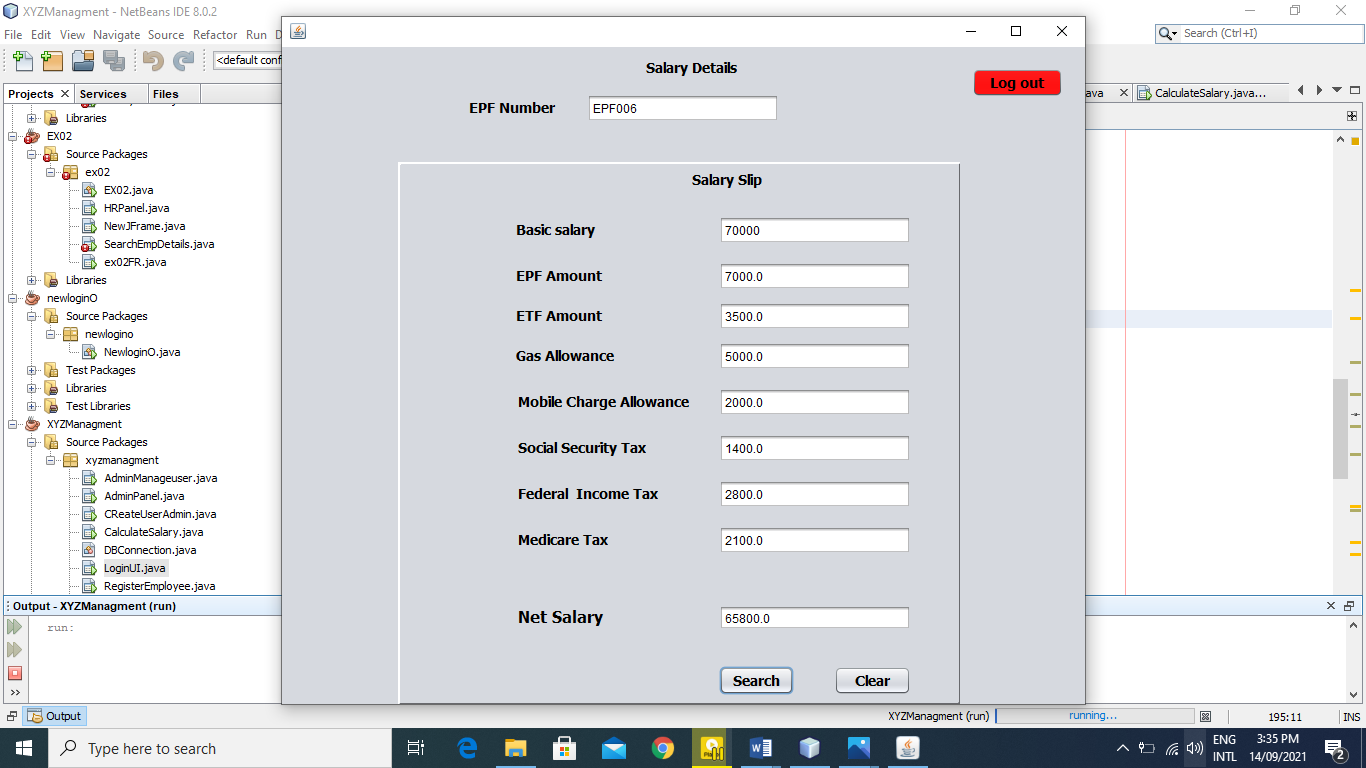 XYZManagment - NetBeans IDE 8.0.2
File Edit View Navigate Source Refactor Run
Search (Ctrl+I)
<default conf
Projects Services Files
ava CalculateSalary.java...
Libraries
EX02
Source Packages
ex02
EX02.java
HRPanel.java
NewJFrame.java
SearchEmpDetails.java
ex02FR.java
Libraries
newloginO
Source Packages
newlogino
NewloginO.java
Test Packages
Libraries
Test Libraries
XYZManagment
Source Packages
xyzmanagment
AdminManageuser.java
AdminPanel.java
CReateUserAdmin.java
CalculateSalary.java
DBConnection.java
LoginUI.java
RegisterEmployee.java
Salary Details
Log out
EPF Number EPF006
Salary Slip
Basic salary 70000
EPF Amount 7000.0
ETF Amount 3500.0
Gas Allowance 5000.0
Mobile Charge Allowance 2000.0
Social Security Tax 1400.0
Federal Income Tax 2800.0
Medicare Tax 2100.0
Net Salary 65800.0
Search Clear
Output - XYZManagment (run)
run:
Output
XYZManagment (run) running... 195:11 INS
Type here to search
ENG
INTL
3:35 PM
14/09/2021
2